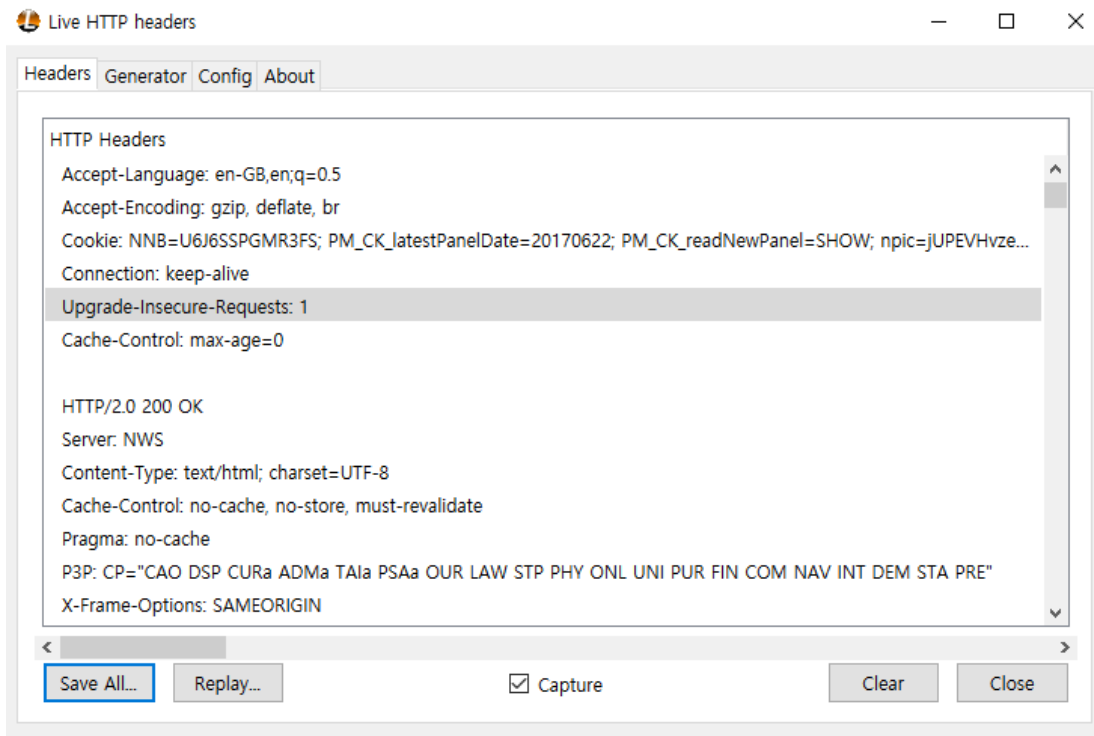 Live HTTP headers
Headers Generator Config About
HTTP Headers
Accept-Language: en-GB,en;q=0.5
Accept-Encoding: gzip, deflate, br
Cookie: NNB=U6J6SSPGMR3FS; PM_CK_latestPanelDate=20170622; PM_CK_readNewPanel=SHOW; npic=jUPEVHvze...
Connection: keep-alive
Upgrade-Insecure-Requests: 1
Cache-Control: max-age=0
HTTP/2.0 200 OK
Server: NWS
Content-Type: text/html; charset=UTF-8
Cache-Control: no-cache, no-store, must-revalidate
Pragma: no-cache
P3P: CP="CAO DSP CURa ADMa TAIa PSAa OUR LAW STP PHY ONL UNI PUR FIN COM NAV INT DEM STA PRE"
X-Frame-Options: SAMEORIGIN
Save All... Replay... Capture Clear Close